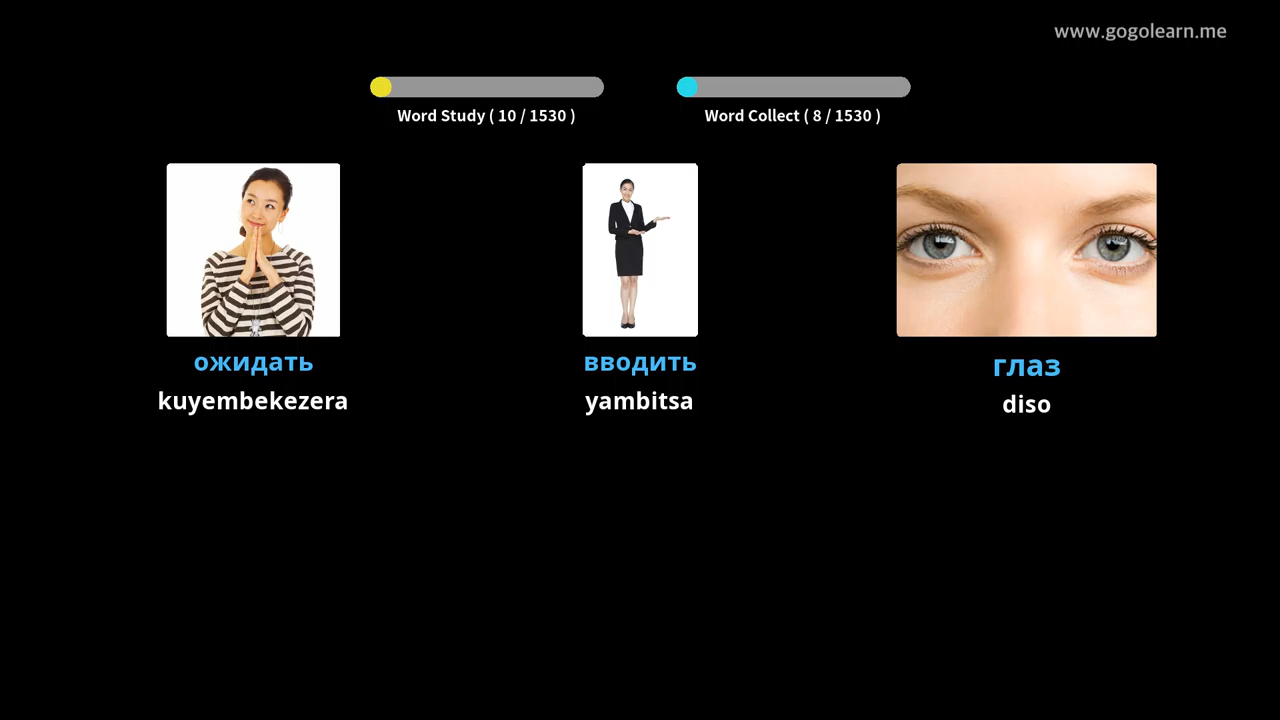 www.gogolearn.me
Word Study ( 10 / 1530 )
Word Collect ( 8 / 1530 )
ожидать
kuyembekezera
вводить
yambitsa
глаз
diso